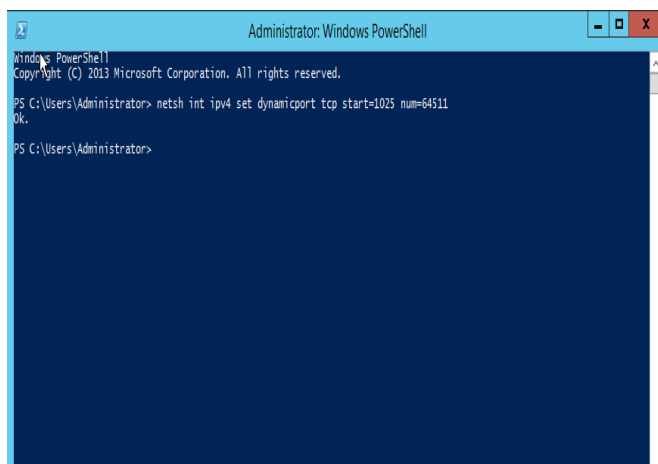 Administrator: Windows PowerShell
Windows PowerShell
Copyright (C) 2013 Microsoft Corporation. All rights reserved.
PS C:\Users\Administrator> netsh int ipv4 set dynamicport tcp start=1025 num=64511
Ok.
PS C:\Users\Administrator>